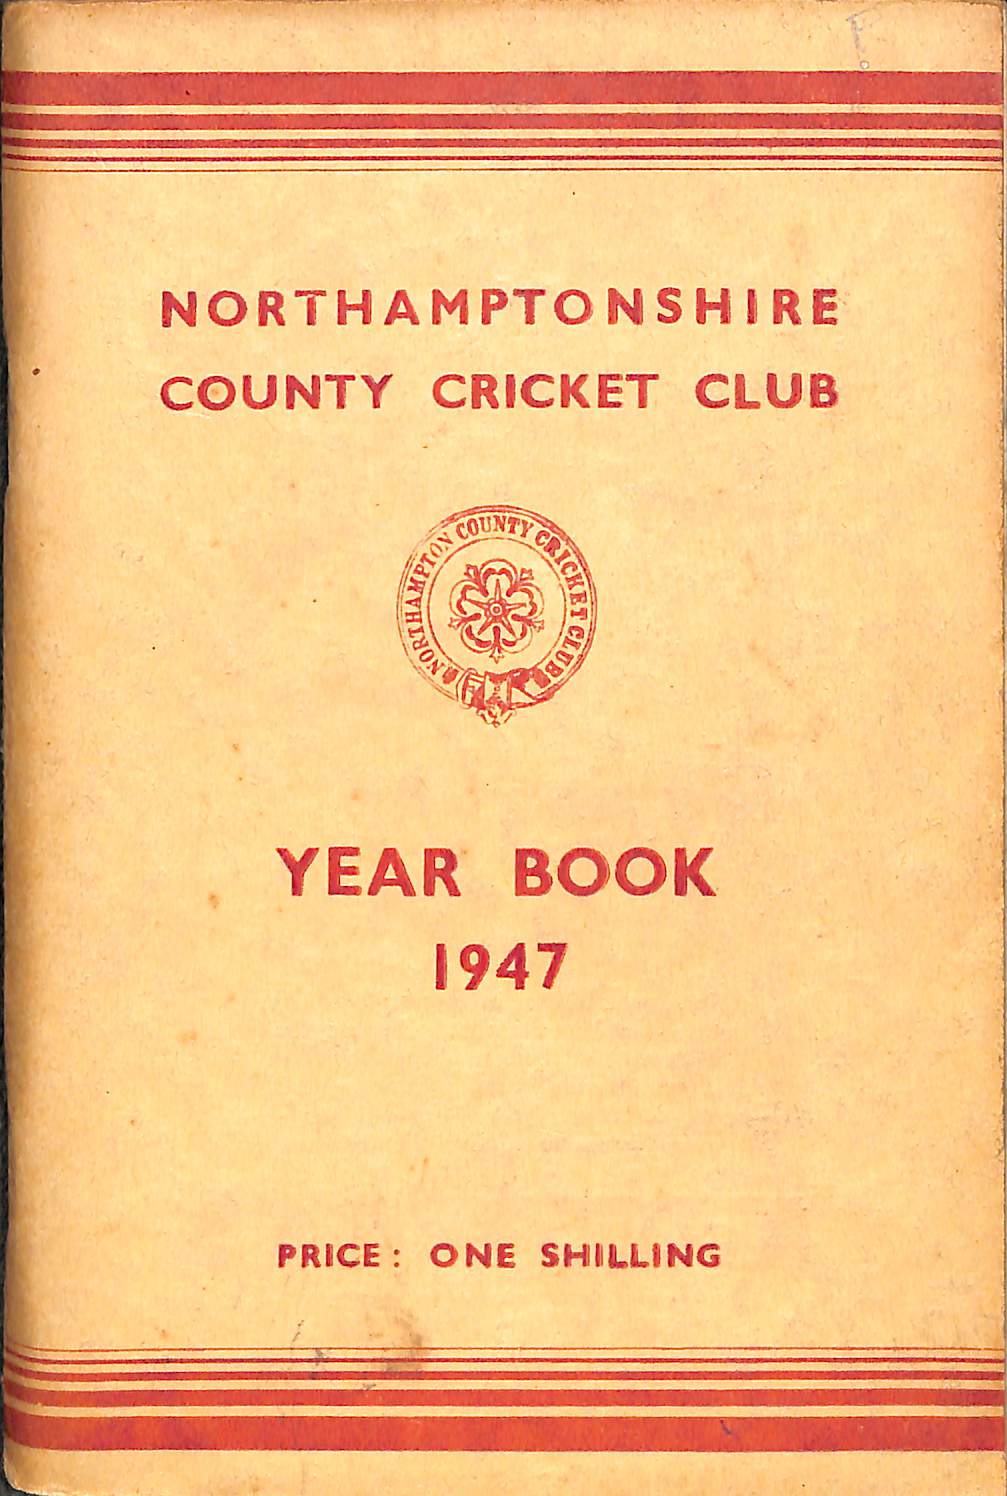 NORTHAMPTONSHIRE
COUNTY CRICKET CLUB
NORTHAMPTON COUNTY CRICKET CLUB
YEAR BOOK
1947
PRICE: ONE SHILLING